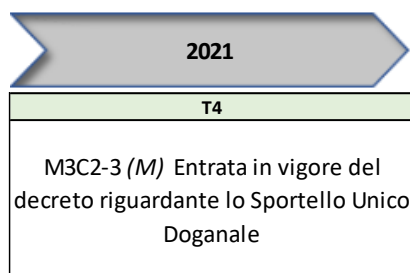 2021
T4
M3C2-3 (M) Entrata in vigore del
decreto riguardante lo Sportello Unico
Doganale